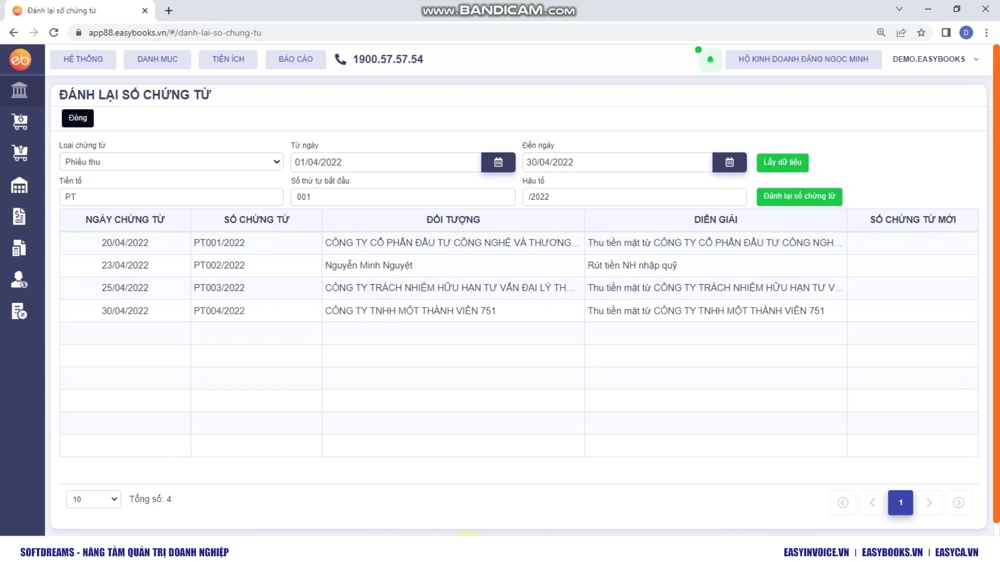 Đánh lại số chứng từ
www.BANDICAM.com
app88.easybooks.vn/#/danh-lai-so-chung-tu
D
eb
HỆ THỐNG
DANH MỤC
TIỆN ÍCH
BÁO CÁO
1900.57.57.54
HỘ KINH DOANH ĐẶNG NGỌC MINH
DEMO.EASYBOOKS
ĐÁNH LẠI SỐ CHỨNG TỪ
Đóng
Loại chứng từ
Từ ngày
Đến ngày
Phiếu thu
01/04/2022
30/04/2022
Lấy dữ liệu
Tiền tố
Số thứ tự bắt đầu
Hậu tố
PT
001
/2022
Đánh lại số chứng từ
NGÀY CHỨNG TỪ SỐ CHỨNG TỪ ĐỐI TƯỢNG DIỄN GIẢI SỐ CHỨNG TỪ MỚI
20/04/2022 PT001/2022 CÔNG TY CỔ PHẦN ĐẦU TƯ CÔNG NGHỆ VÀ THƯƠNG... Thu tiền mặt từ CÔNG TY CỔ PHẦN ĐẦU TƯ CÔNG NGH...
23/04/2022 PT002/2022 Nguyễn Minh Nguyệt Rút tiền NH nhập quỹ
25/04/2022 PT003/2022 CÔNG TY TRÁCH NHIỆM HỮU HẠN TƯ VẤN ĐẠI LÝ TH... Thu tiền mặt từ CÔNG TY TRÁCH NHIỆM HỮU HẠN TƯ V...
30/04/2022 PT004/2022 CÔNG TY TNHH MỘT THÀNH VIÊN 751 Thu tiền mặt từ CÔNG TY TNHH MỘT THÀNH VIÊN 751
10
Tổng số: 4
1
SOFTDREAMS - NÂNG TẦM QUẢN TRỊ DOANH NGHIỆP
EASYINVOICE.VN | EASYBOOKS.VN | EASYCA.VN